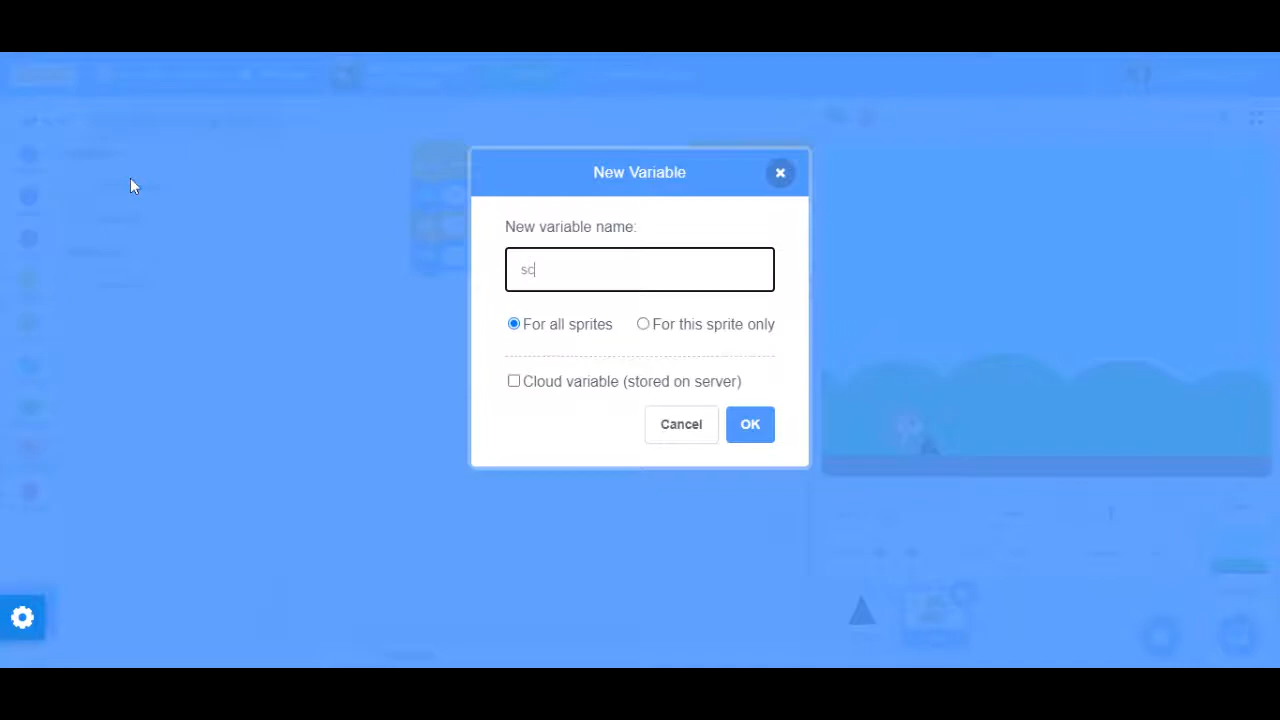 New Variable
New variable name:
sc
For all sprites For this sprite only
Cloud variable (stored on server)
Cancel OK